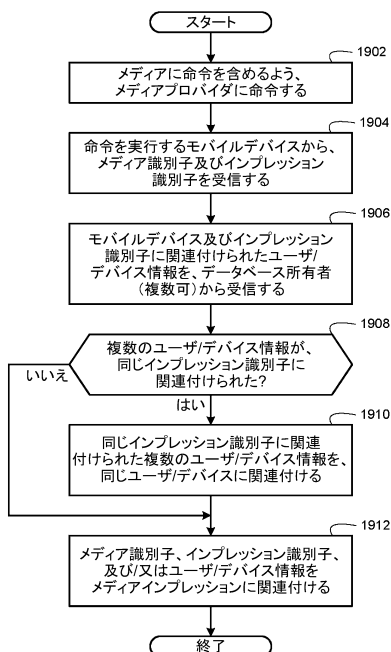 スタート
1902
メディアに命令を含めるよう、
メディアプロバイダに命令する
1904
命令を実行するモバイルデバイスから、
メディア識別子及びインプレッション
識別子を受信する
1906
モバイルデバイス及びインプレッション
識別子に関連付けられたユーザ/
デバイス情報を、データベース所有者
(複数可)から受信する
1908
複数のユーザ/デバイス情報が、
同じインプレッション識別子に
関連付けられた?
いいえ
はい
1910
同じインプレッション識別子に関連
付けられた複数のユーザ/デバイス情報を、
同じユーザ/デバイスに関連付ける
1912
メディア識別子、インプレッション識別子、
及び/又はユーザ/デバイス情報を
メディアインプレッションに関連付ける
終了